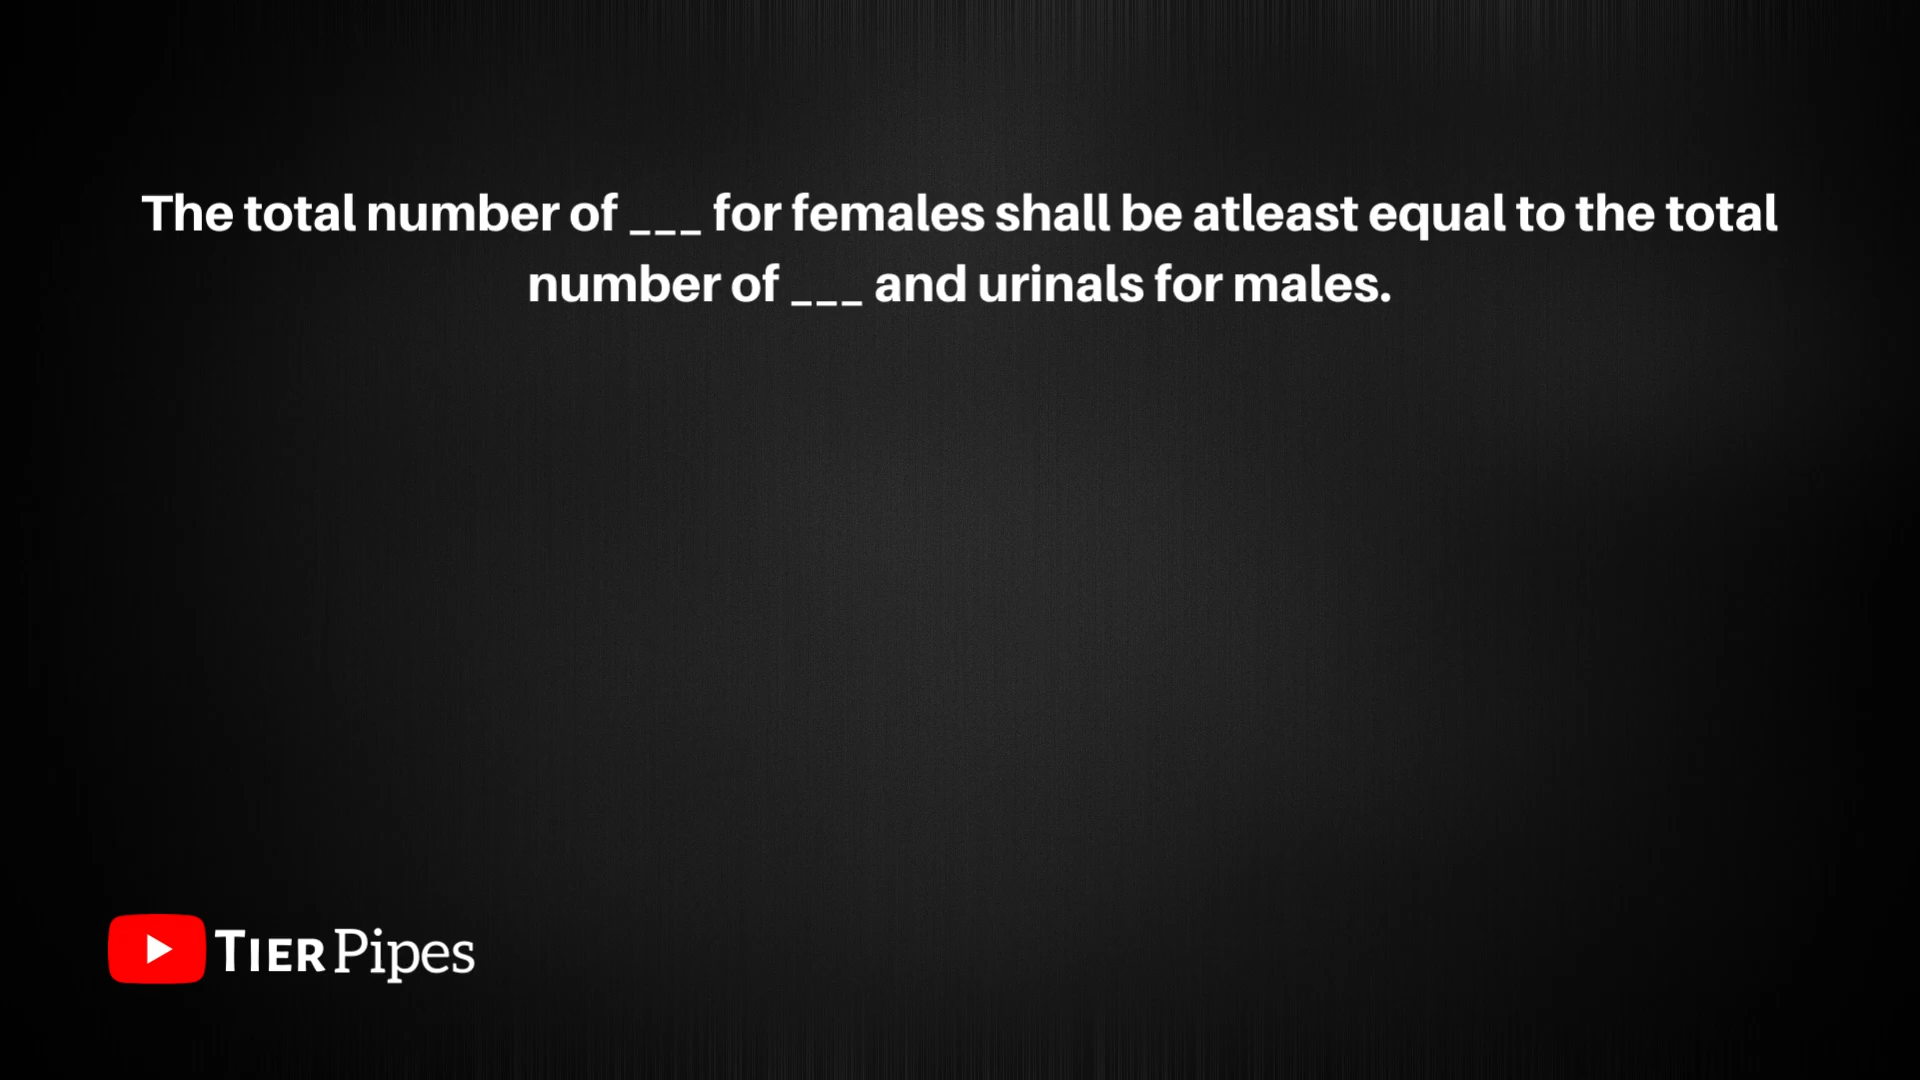 The total number of ___ for females shall be atleast equal to the total
number of ___ and urinals for males.
TIER Pipes